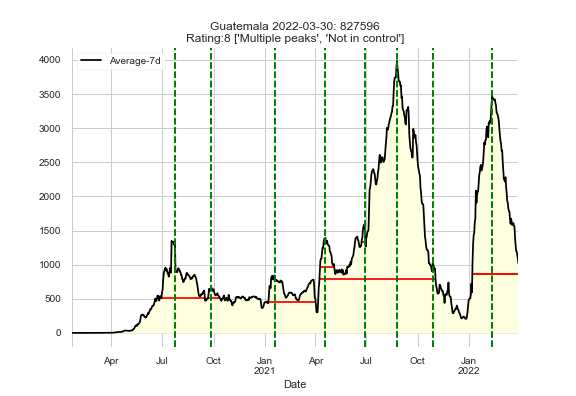 Guatemala 2022-03-30: 827596
Rating:8 ['Multiple peaks', 'Not in control']
4000
3500
3000
2500
2000
1500
1000
500
0
Average-7d
Apr Jul Oct Jan Apr Jul Oct Jan
2021 2022
Date